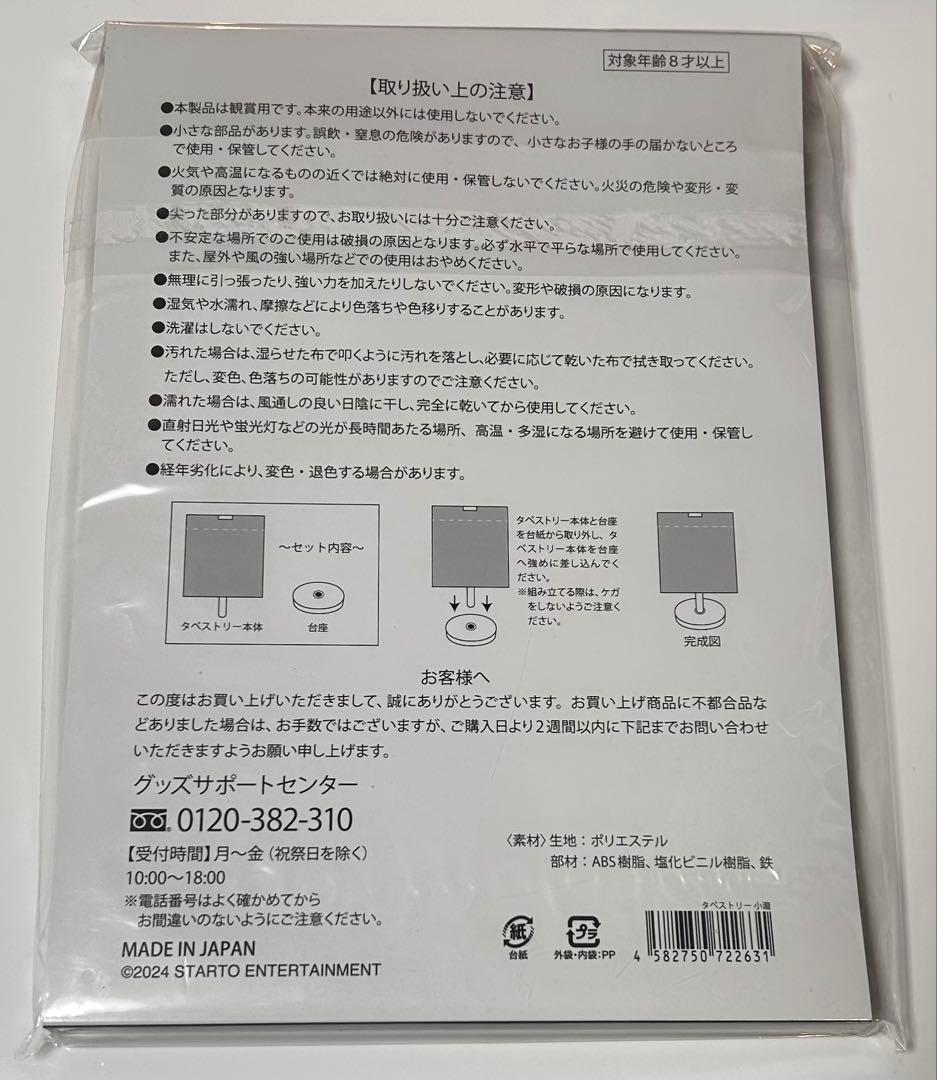 対象年齢8才以上
【取り扱い上の注意】
●本製品は観賞用です。本来の用途以外には使用しないでください。
●小さな部品があります。誤飲・窒息の危険がありますので、小さなお子様の手の届かないところ
で使用・保管してください。
●火気や高温になるものの近くでは絶対に使用・保管しないでください。火災の危険や変形・変
質の原因となります。
●尖った部分がありますので、お取り扱いには十分ご注意ください。
●不安定な場所でのご使用は破損の原因となります。必ず水平で平らな場所で使用してください。
また、屋外や風の強い場所などでの使用はおやめください。
●無理に引っ張ったり、強い力を加えたりしないでください。変形や破損の原因になります。
●湿気や水濡れ、摩擦などにより色落ちや色移りすることがあります。
●洗濯はしないでください。
●汚れた場合は、湿らせた布で叩くように汚れを落とし、必要に応じて乾いた布で拭き取ってください。
ただし、変色、色落ちの可能性がありますのでご注意ください。
●濡れた場合は、風通しの良い日陰に干し、完全に乾いてから使用してください。
●直射日光や蛍光灯などの光が長時間あたる場所、高温・多湿になる場所を避けて使用・保管し
てください。
●経年劣化により、変色・退色する場合があります。
～セット内容～
タペストリー本体
台座
タペストリー本体と台座
を台紙から取り外し、タ
ペストリー本体を台座
へ強めに差し込んでく
ださい。
※組み立てる際は、ケガ
をしないようご注意く
ださい。
完成図
お客様へ
この度はお買い上げいただきまして、誠にありがとうございます。お買い上げ商品に不都合品な
どありました場合は、お手数ではございますが、ご購入日より2週間以内に下記までお問い合わせ
いただきますようお願い申し上げます。
グッズサポートセンター
0120-382-310
【受付時間】月～金（祝祭日を除く）
10:00～18:00
※電話番号はよく確かめてから
お間違いのないようにご注意ください。
MADE IN JAPAN
©2024 STARTO ENTERTAINMENT
〈素材〉生地：ポリエステル
部材：ABS樹脂、塩化ビニル樹脂、鉄
タペストリー 小瀧
紙
台紙
プラ
外袋・内袋:PP
4 582750 722631